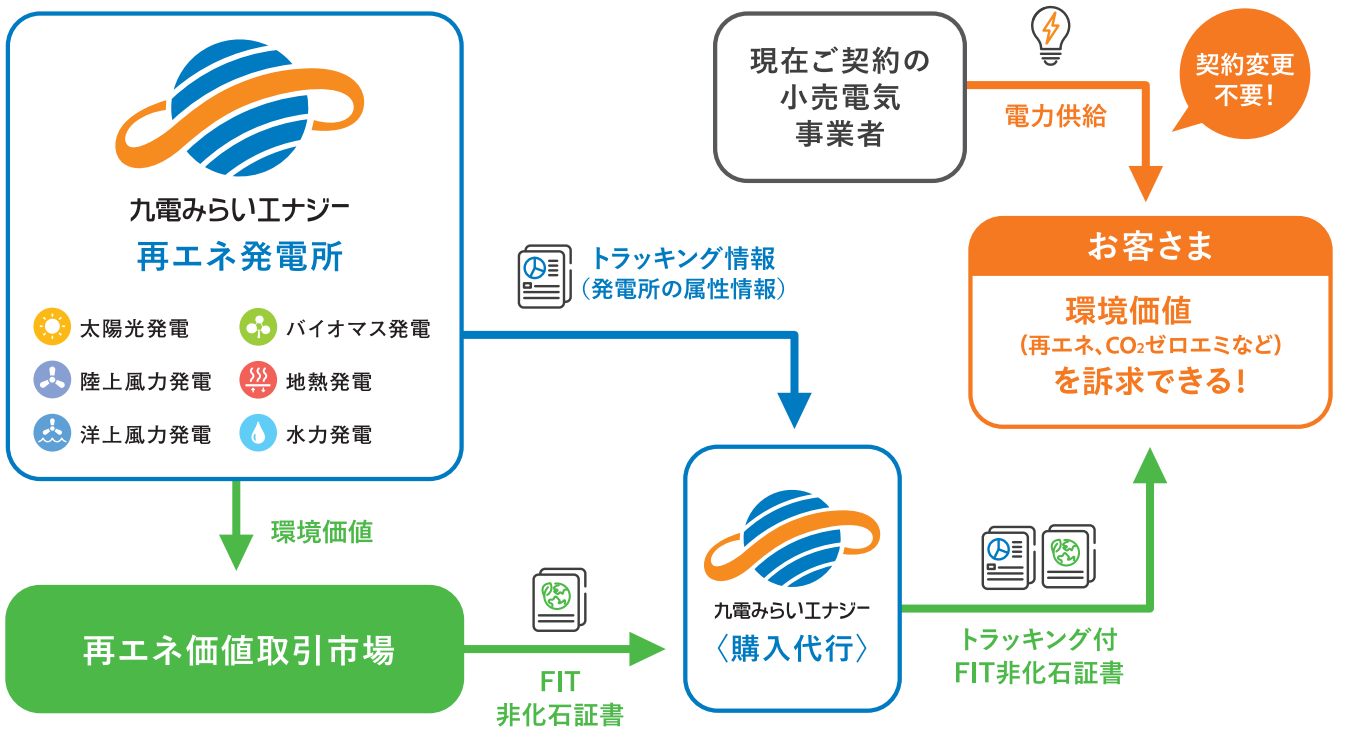 九電みらいエナジー
再エネ発電所
太陽光発電
バイオマス発電
陸上風力発電
地熱発電
洋上風力発電
水力発電
現在ご契約の
小売電気
事業者
電力供給
契約変更
不要!
トラッキング情報
(発電所の属性情報)
お客さま
環境価値
(再エネ、CO₂ゼロエミなど)
を訴求できる!
環境価値
再エネ価値取引市場
FIT
非化石証書
九電みらいエナジー
〈購入代行〉
トラッキング付
FIT非化石証書